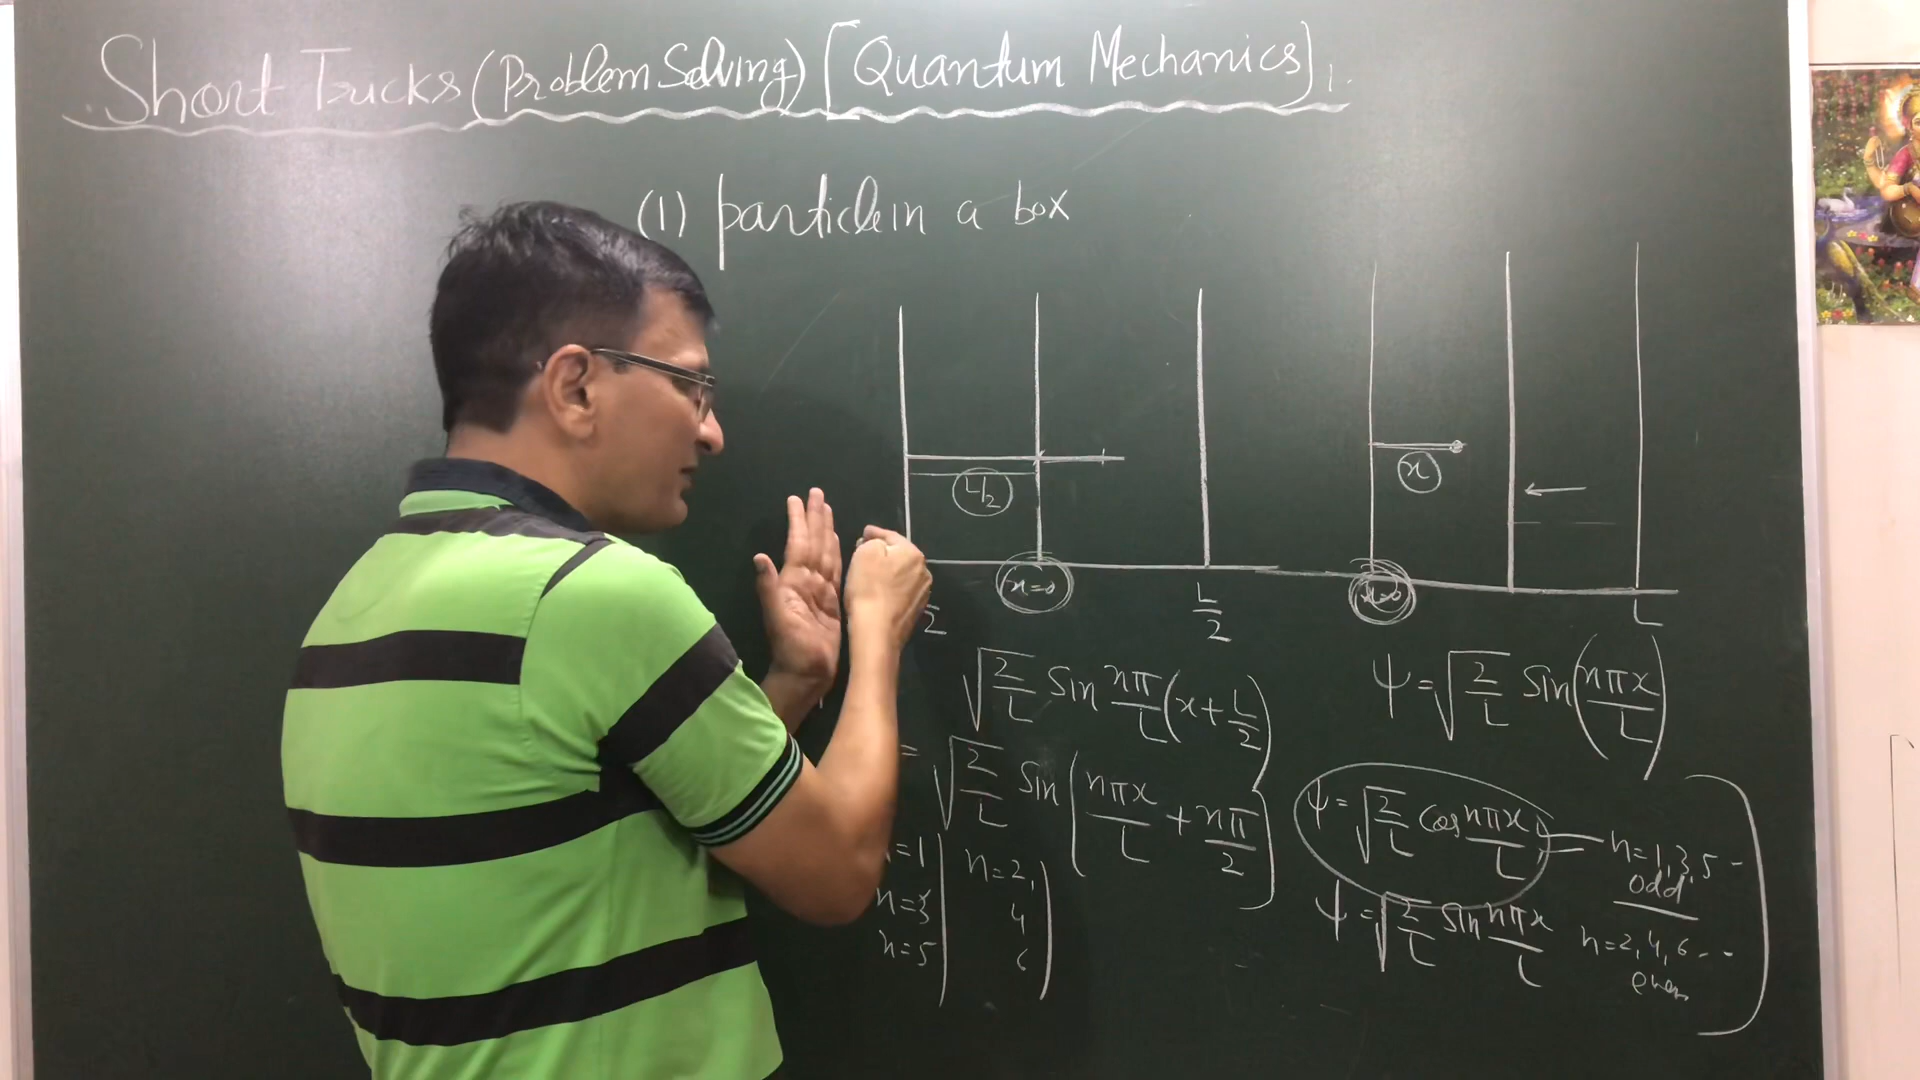 Short Trucks (Problem Solving) [Quantum Mechanics].
(1) particle in a box
L/2
x
x=0
x=0
2
L/2
L
√(2/L) Sin nπ/L (x + L/2)
ψ = √(2/L) Sin (nπx/L)
= √(2/L) Sin (nπx/L + nπ/2)
ψ = √(2/L) Cos nπx/L n=1,3,5 -
odd
=1 n=2,
n=3 4
n=5 6
ψ = √(2/L) Sin nπx/L n=2,4,6 - -
even